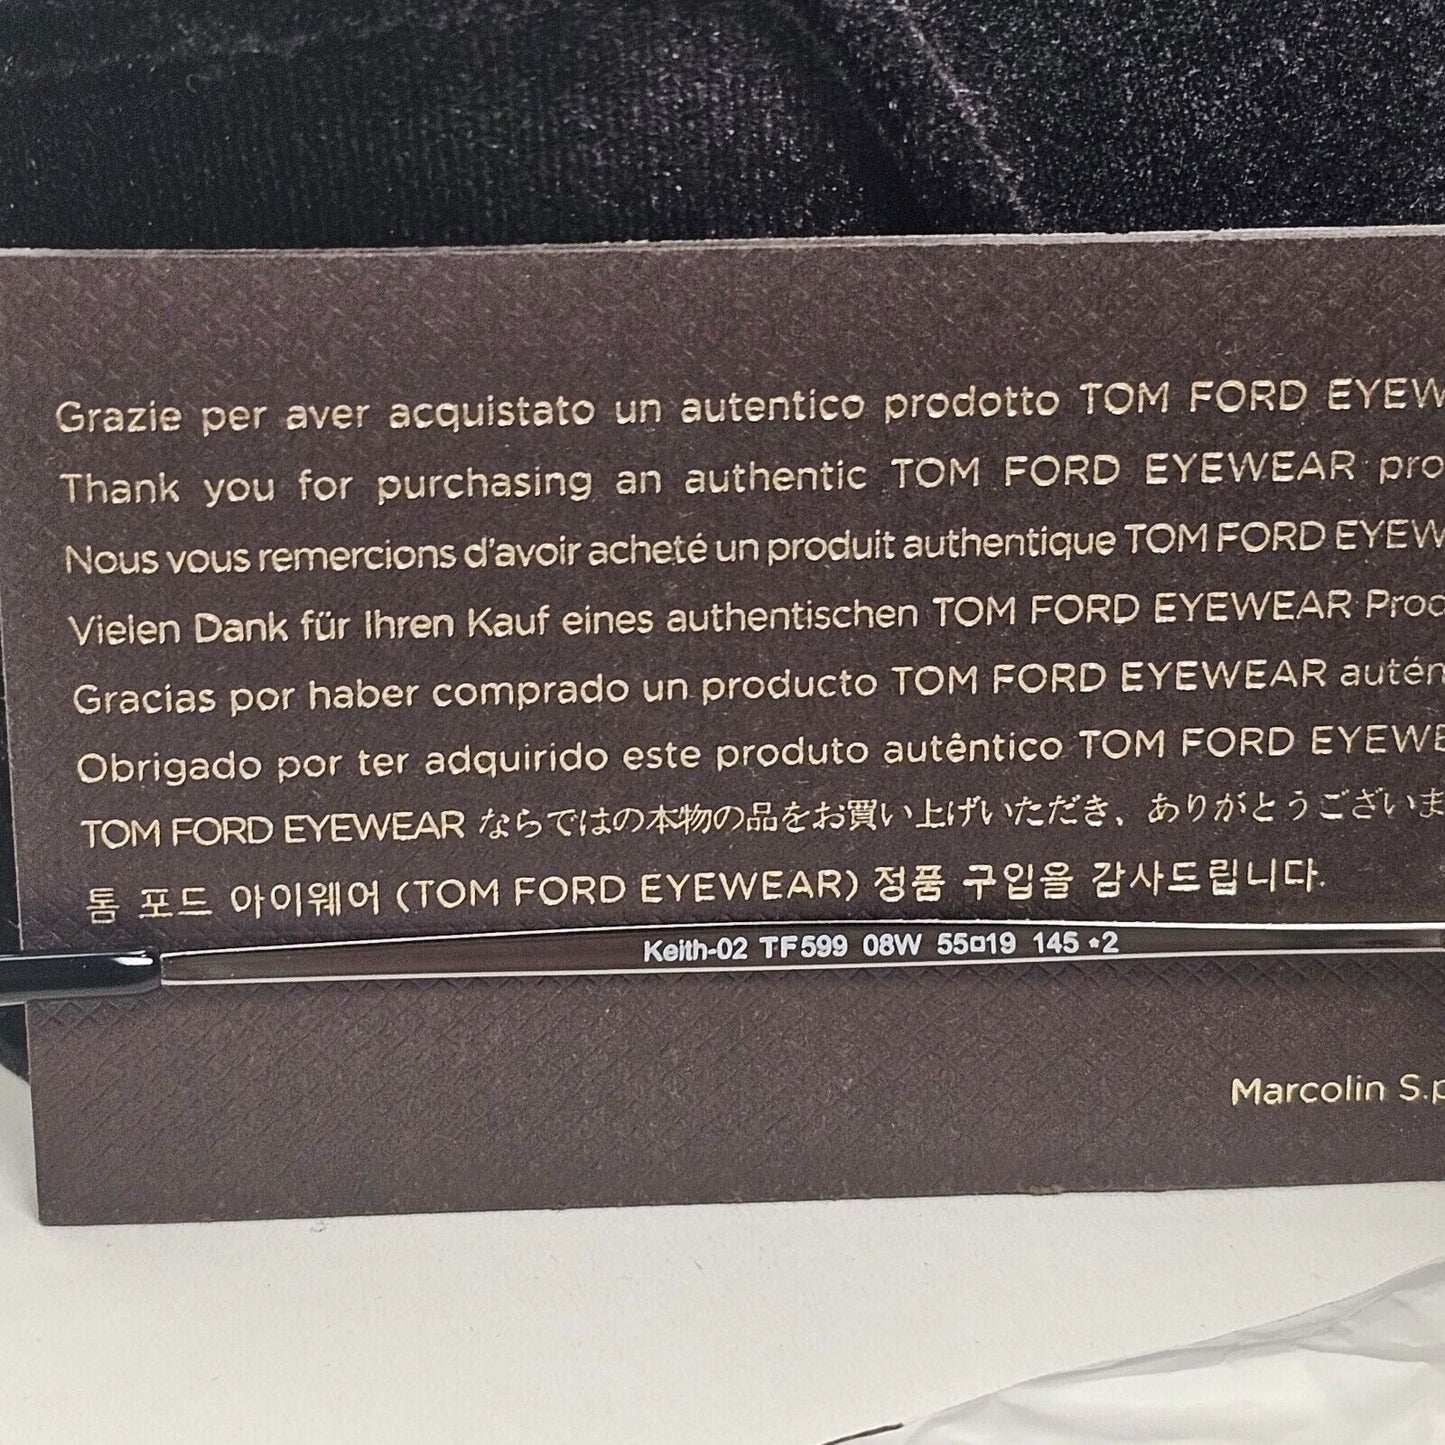 Grazie per aver acquistato un autentico prodotto TOM FORD EYEW
Thank you for purchasing an authentic TOM FORD EYEWEAR pro
Nous vous remercions d'avoir acheté un produit authentique TOM FORD EYEW
Vielen Dank für Ihren Kauf eines authentischen TOM FORD EYEWEAR Proc
Gracias por haber comprado un producto TOM FORD EYEWEAR autén
Obrigado por ter adquirido este produto autêntico TOM FORD EYEWE
TOM FORD EYEWEAR ならではの本物の品をお買い上げいただき、ありがとうございま
톰 포드 아이웨어 (TOM FORD EYEWEAR) 정품 구입을 감사드립니다.
Keith-02 TF599 08W 55□19 145 *2
Marcolin S.p